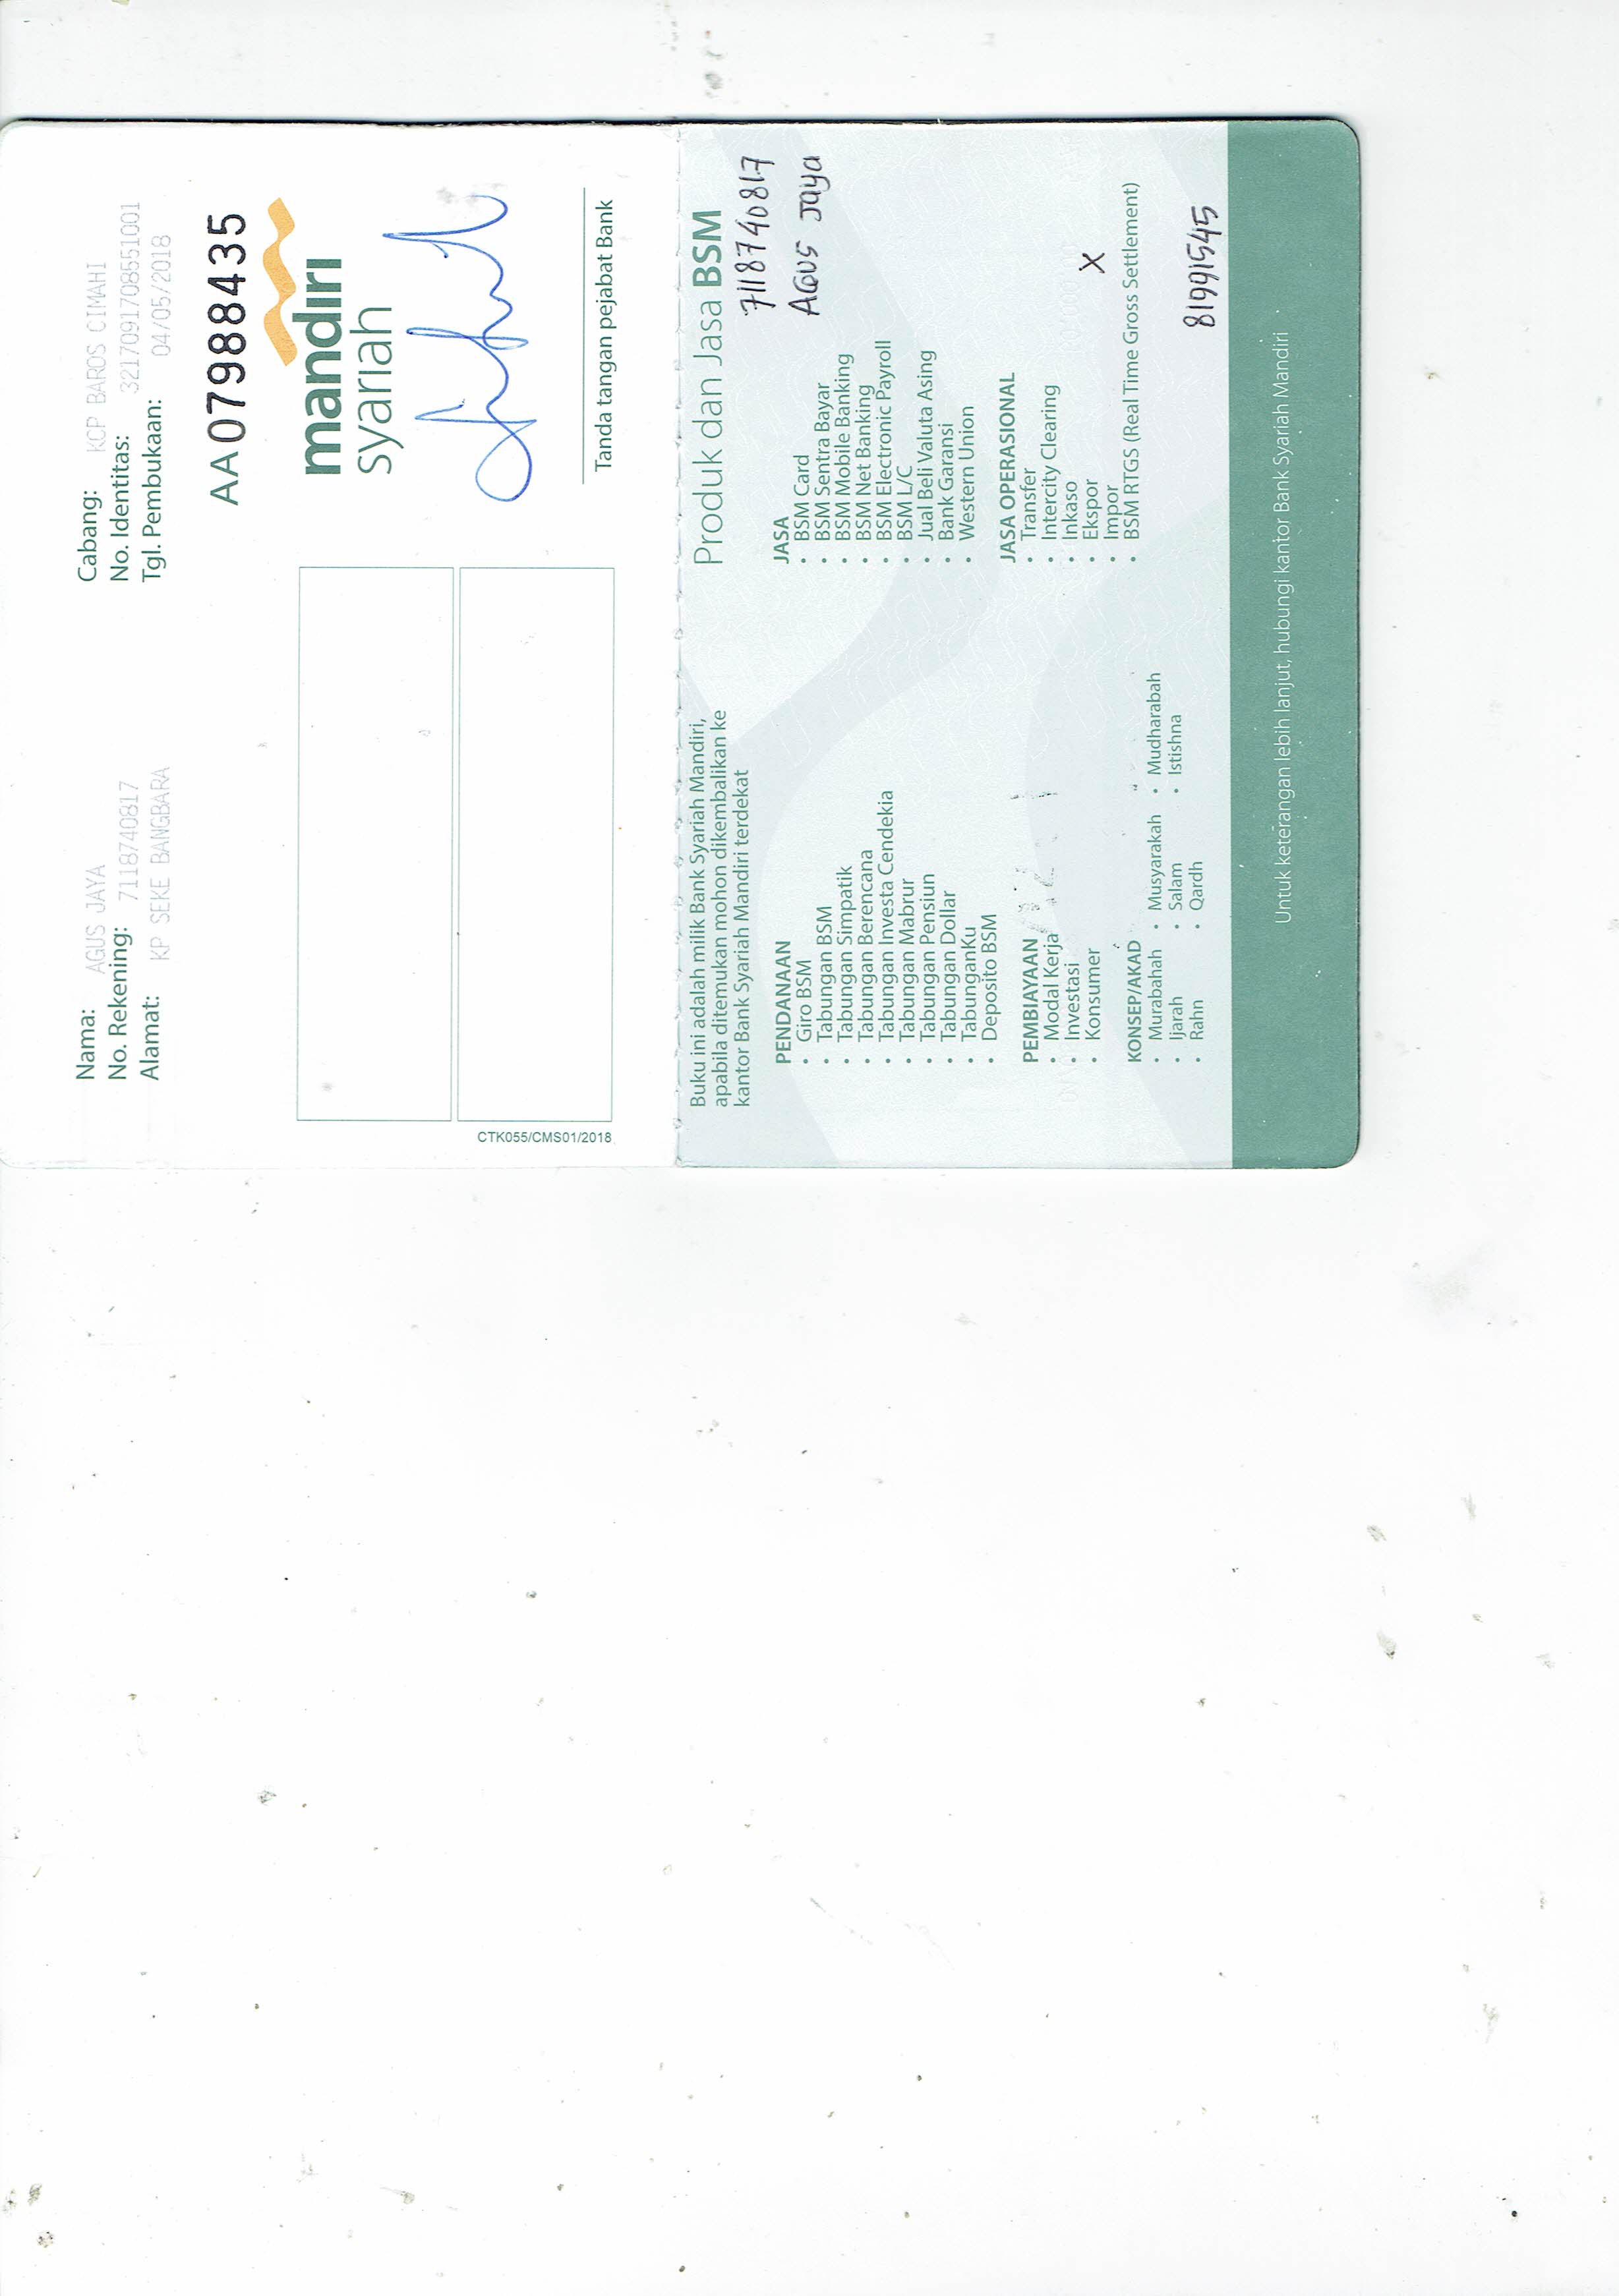 Nama: AGUS JAYA
No. Rekening: 7118740817
Alamat: KP SEKE BANGBARA
Cabang: KCP BAROS CIMAHI
No. Identitas: 3217091708551001
Tgl. Pembukaan: 04/05/2018
AA 07988435
mandiri
syariah
Tanda tangan pejabat Bank
CTK055/CMS01/2018
Buku ini adalah milik Bank Syariah Mandiri,
apabila ditemukan mohon dikembalikan ke
kantor Bank Syariah Mandiri terdekat
PENDANAAN
• Giro BSM
• Tabungan BSM
• Tabungan Simpatik
• Tabungan Berencana
• Tabungan Investa Cendekia
• Tabungan Mabrur
• Tabungan Pensiun
• Tabungan Dollar
• TabunganKu
• Deposito BSM
PEMBIAYAAN
• Modal Kerja
• Investasi
• Konsumer
KONSEP/AKAD
• Murabahah • Musyarakah • Mudharabah
• Ijarah • Salam • Istishna
• Rahn • Qardh
Produk dan Jasa BSM
7118740817
Agus Jaya
JASA
• BSM Card
• BSM Sentra Bayar
• BSM Mobile Banking
• BSM Net Banking
• BSM Electronic Payroll
• BSM L/C
• Jual Beli Valuta Asing
• Bank Garansi
• Western Union
JASA OPERASIONAL
• Transfer
• Intercity Clearing
• Inkaso
• Ekspor
• Impor
• BSM RTGS (Real Time Gross Settlement)
X
81991545
Untuk keterangan lebih lanjut, hubungi kantor Bank Syariah Mandiri